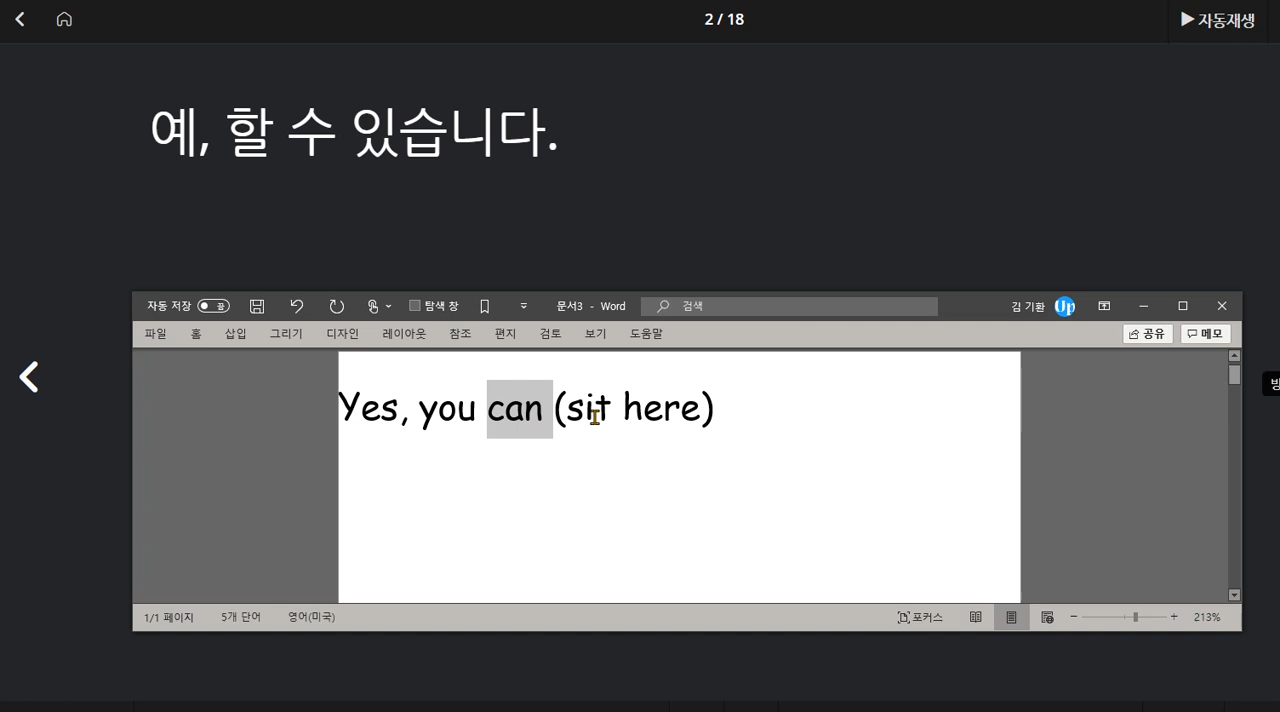 2 / 18
▶ 자동재생
예, 할 수 있습니다.
자동 저장 끔 탐색 창 문서3 - Word 검색 김 기환 Up
파일 홈 삽입 그리기 디자인 레이아웃 참조 편지 검토 보기 도움말 공유 메모
Yes, you can (sit here)
1/1 페이지 5개 단어 영어(미국) 포커스 - + 213%